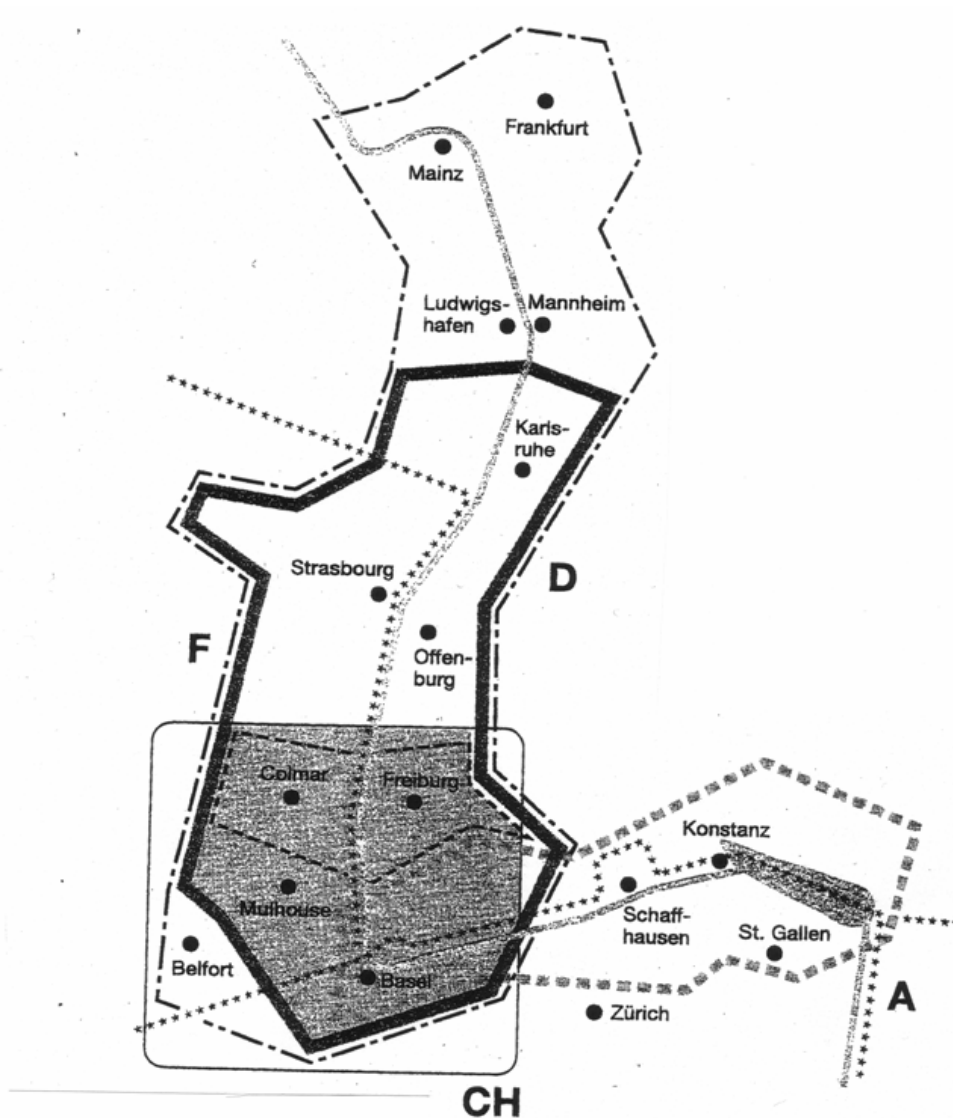 Frankfurt
Mainz
Ludwigs-
hafen
Mannheim
Karls-
ruhe
Strasbourg
D
F
Offen-
burg
Colmar
Freiburg
Konstanz
Mulhouse
Schaff-
hausen
St. Gallen
Belfort
Basel
A
Zürich
CH